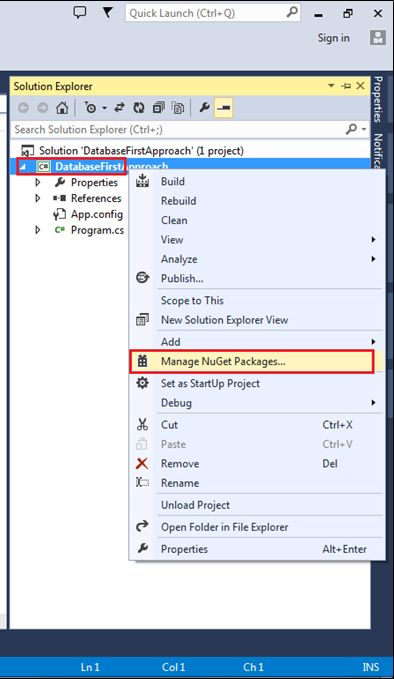 Quick Launch (Ctrl+Q)
Sign in
Solution Explorer
Search Solution Explorer (Ctrl+;)
Solution 'DatabaseFirstApproach' (1 project)
DatabaseFirstApproach
Properties
References
App.config
C# Program.cs
Build
Rebuild
Clean
View
Analyze
Publish...
Scope to This
New Solution Explorer View
Add
Manage NuGet Packages...
Set as StartUp Project
Debug
Cut Ctrl+X
Paste Ctrl+V
Remove Del
Rename
Unload Project
Open Folder in File Explorer
Properties Alt+Enter
Properties
Ln 1 Col 1 Ch 1 INS